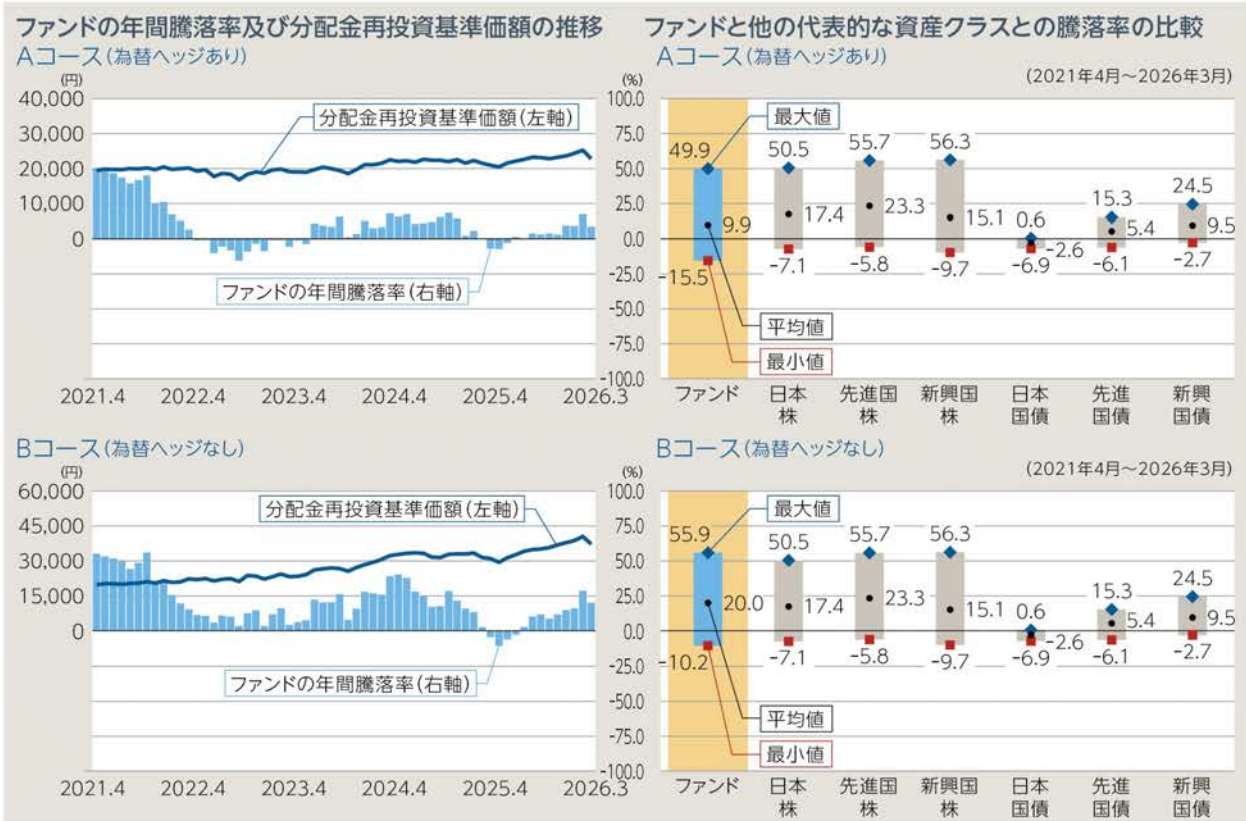 ファンドの年間騰落率及び分配金再投資基準価額の推移
Aコース(為替ヘッジあり)
(円)
(%)
40,000
30,000
20,000
10,000
0
100.0
75.0
50.0
25.0
0.0
-25.0
-50.0
-75.0
-100.0
分配金再投資基準価額(左軸)
ファンドの年間騰落率(右軸)
2021.4 2022.4 2023.4 2024.4 2025.4 2026.3
Bコース(為替ヘッジなし)
(円)
(%)
60,000
45,000
30,000
15,000
0
100.0
75.0
50.0
25.0
0.0
-25.0
-50.0
-75.0
-100.0
分配金再投資基準価額(左軸)
ファンドの年間騰落率(右軸)
2021.4 2022.4 2023.4 2024.4 2025.4 2026.3
ファンドと他の代表的な資産クラスとの騰落率の比較
Aコース(為替ヘッジあり)
(2021年4月〜2026年3月)
最大値
49.9 50.5 55.7 56.3 0.6 15.3 24.5
9.9 17.4 23.3 15.1 -2.6 5.4 9.5
-15.5 -7.1 -5.8 -9.7 -6.9 -6.1 -2.7
平均値
最小値
ファンド 日本株 先進国株 新興国株 日本国債 先進国債 新興国債
Bコース(為替ヘッジなし)
(2021年4月〜2026年3月)
最大値
55.9 50.5 55.7 56.3 0.6 15.3 24.5
20.0 17.4 23.3 15.1 -2.6 5.4 9.5
-10.2 -7.1 -5.8 -9.7 -6.9 -6.1 -2.7
平均値
最小値
ファンド 日本株 先進国株 新興国株 日本国債 先進国債 新興国債